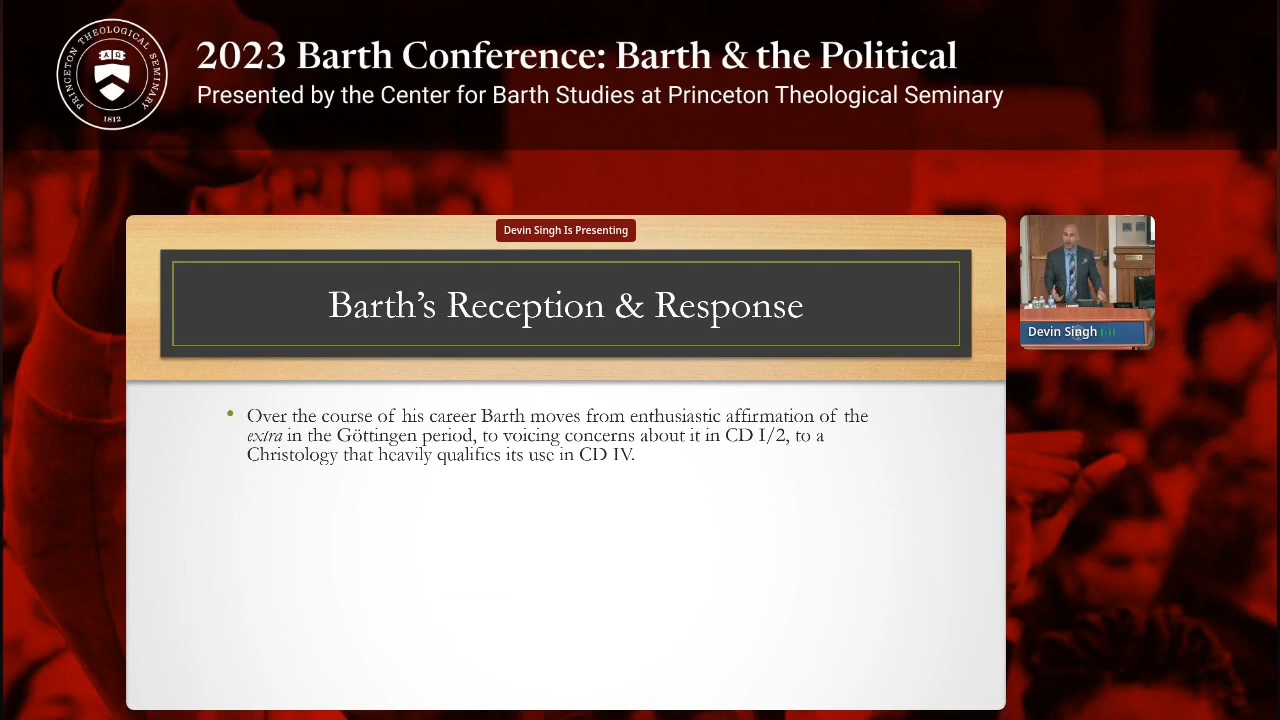 PRINCETON THEOLOGICAL SEMINARY
1812
2023 Barth Conference: Barth & the Political
Presented by the Center for Barth Studies at Princeton Theological Seminary
Devin Singh Is Presenting
Barth’s Reception & Response
• Over the course of his career Barth moves from enthusiastic affirmation of the
extra in the Göttingen period, to voicing concerns about it in CD I/2, to a
Christology that heavily qualifies its use in CD IV.
Devin Singh